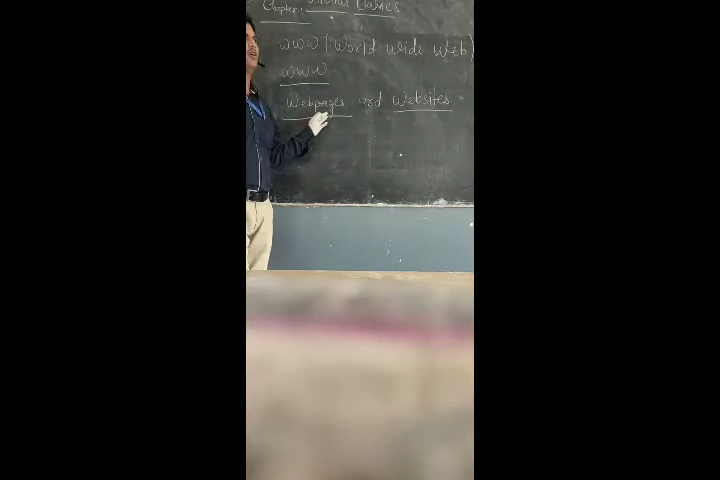 Chapter: Internet Basics
WWW (World Wide Web)
WWW
Webpages and Websites